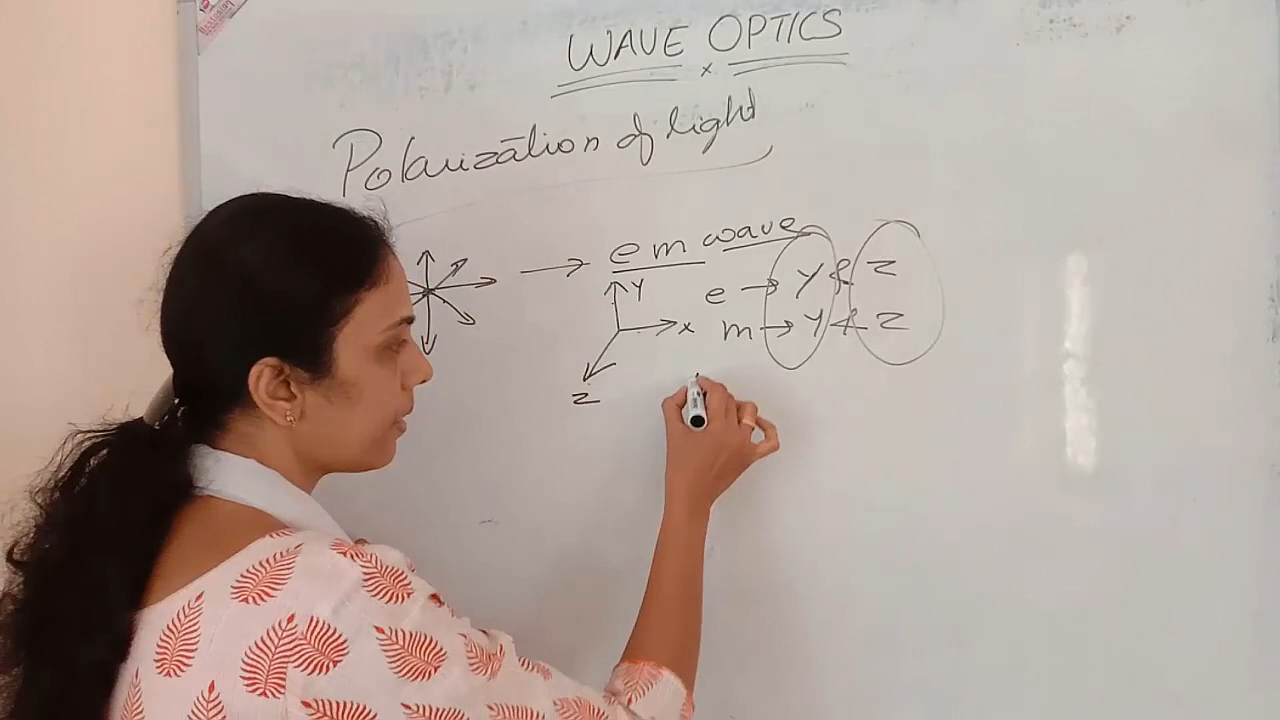 WAVE OPTICS
x
Polarization of light
→ em wave
Y
e → Y & Z
x
m → Y & Z
z